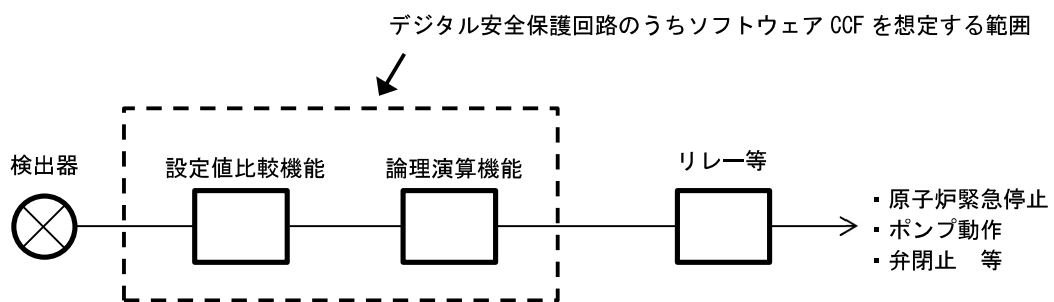 デジタル安全保護回路のうちソフトウェア CCF を想定する範囲
検出器
設定値比較機能
論理演算機能
リレー等
・原子炉緊急停止
・ポンプ動作
・弁閉止 等